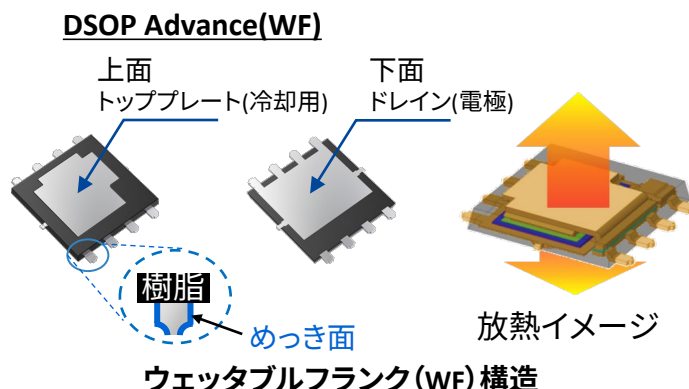 DSOP Advance(WF)
上面
トッププレート(冷却用)
下面
ドレイン(電極)
樹脂
めっき面
放熱イメージ
ウェッタブルフランク(WF)構造